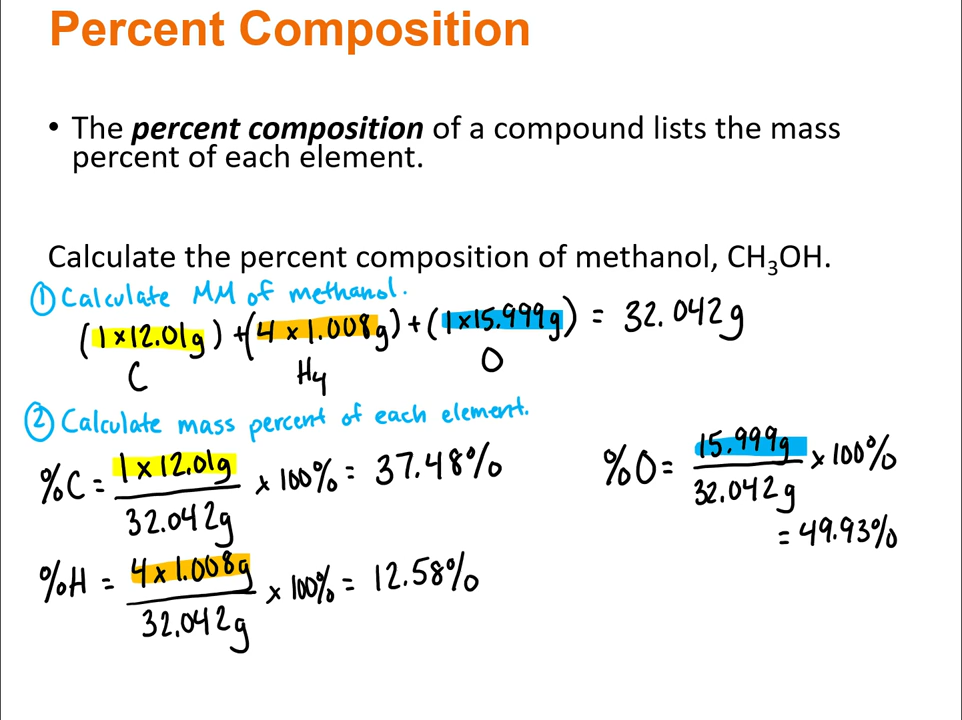 Percent Composition
• The percent composition of a compound lists the mass
percent of each element.
Calculate the percent composition of methanol, CH₃OH.
① Calculate MM of methanol.
(1×12.01g) + (4×1.008g) + (1×15.999g) = 32.042g
C H₄ O
② Calculate mass percent of each element.
%C = 1×12.01g / 32.042g × 100% = 37.48%
%H = 4×1.008g / 32.042g × 100% = 12.58%
%O = 15.999g / 32.042g × 100%
= 49.93%